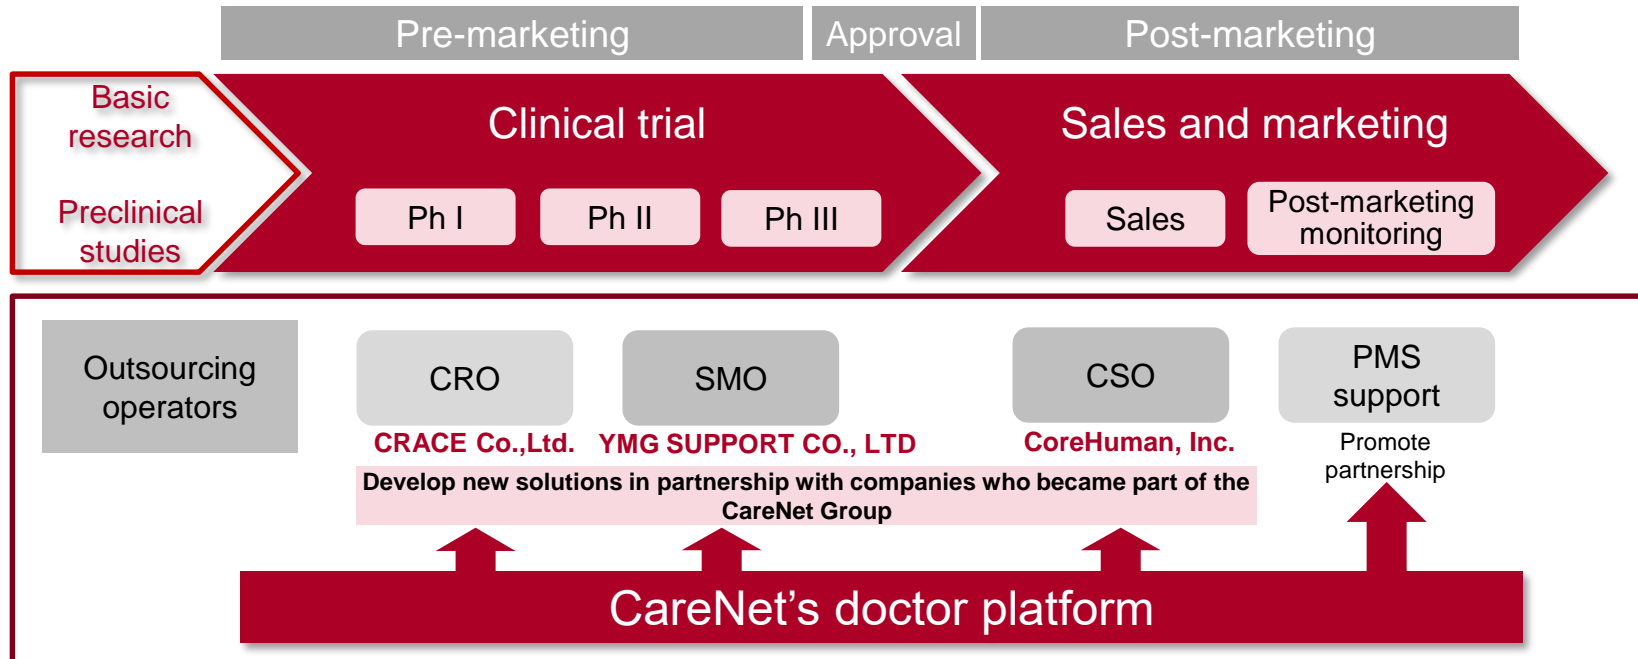 Pre-marketing
Approval
Post-marketing
Basic
research
Preclinical
studies
Clinical trial
Ph I
Ph II
Ph III
Sales and marketing
Sales
Post-marketing
monitoring
Outsourcing
operators
CRO
SMO
CSO
PMS
support
CRACE Co.,Ltd.
YMG SUPPORT CO., LTD
CoreHuman, Inc.
Promote
partnership
Develop new solutions in partnership with companies who became part of the
CareNet Group
CareNet’s doctor platform